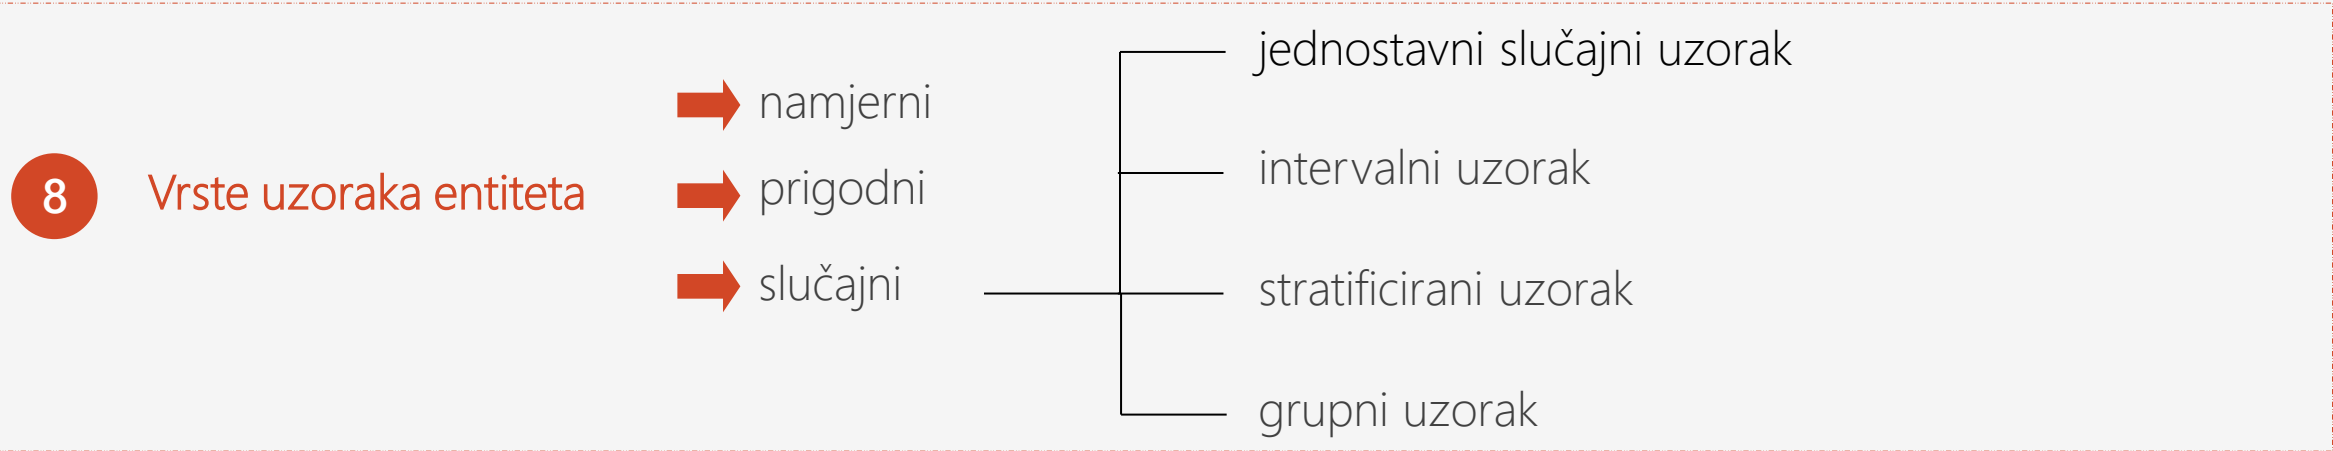 8 Vrste uzoraka entiteta
namjerni
prigodni
slučajni
jednostavni slučajni uzorak
intervalni uzorak
stratificirani uzorak
grupni uzorak